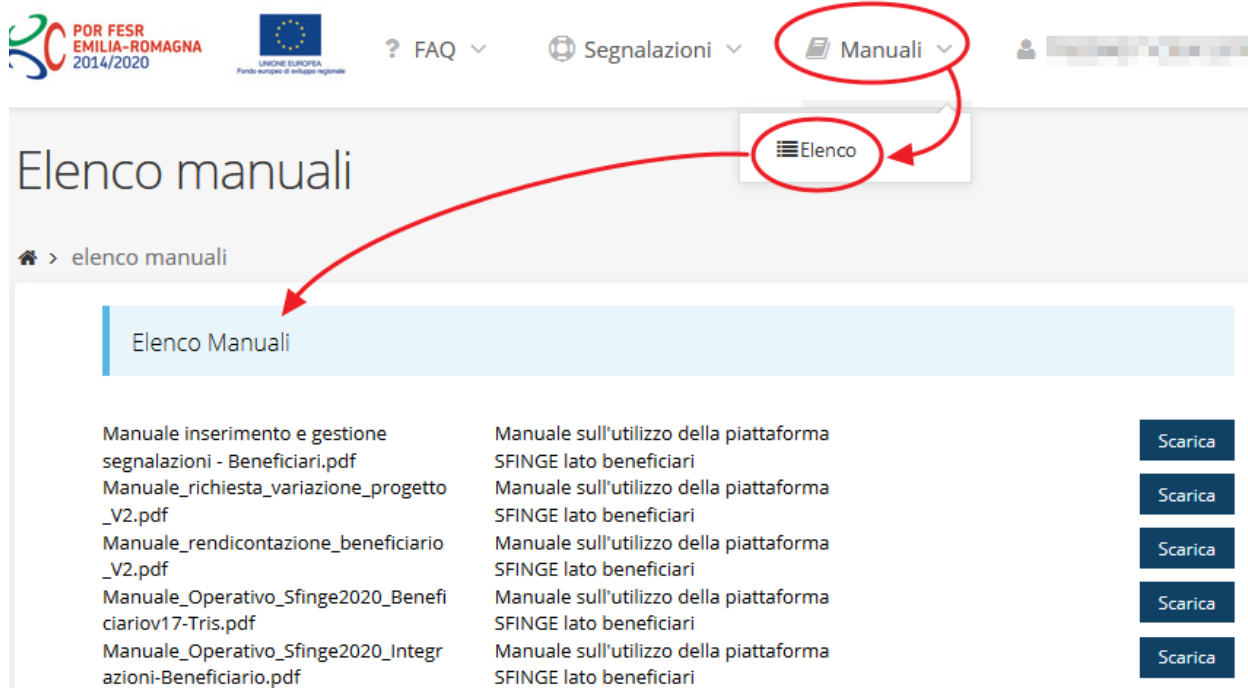 POR FESR
EMILIA-ROMAGNA
2014/2020
UNIONE EUROPEA
Fondo europeo di sviluppo regionale
? FAQ
Segnalazioni
Manuali
Elenco
Elenco manuali
> elenco manuali
Elenco Manuali
Manuale inserimento e gestione
segnalazioni - Beneficiari.pdf
Manuale sull'utilizzo della piattaforma
SFINGE lato beneficiari
Scarica
Manuale_richiesta_variazione_progetto
_V2.pdf
Manuale sull'utilizzo della piattaforma
SFINGE lato beneficiari
Scarica
Manuale_rendicontazione_beneficiario
_V2.pdf
Manuale sull'utilizzo della piattaforma
SFINGE lato beneficiari
Scarica
Manuale_Operativo_Sfinge2020_Benefi
ciariov17-Tris.pdf
Manuale sull'utilizzo della piattaforma
SFINGE lato beneficiari
Scarica
Manuale_Operativo_Sfinge2020_Integr
azioni-Beneficiario.pdf
Manuale sull'utilizzo della piattaforma
SFINGE lato beneficiari
Scarica